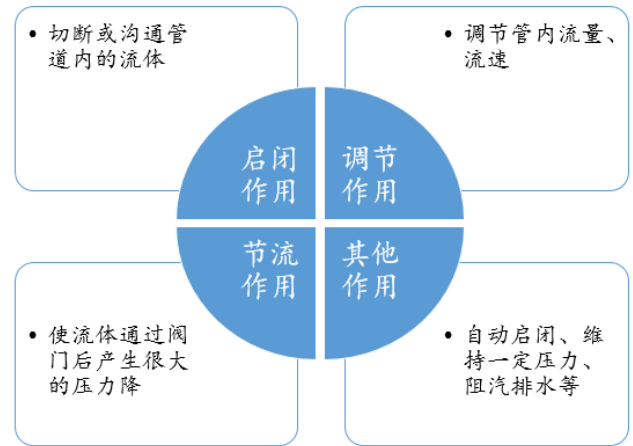 • 切断或沟通管
道内的流体
• 调节管内流量、
流速
启闭
作用
调节
作用
节流
作用
其他
作用
• 使流体通过阀
门后产生很大
的压力降
• 自动启闭、维
持一定压力、
阻汽排水等